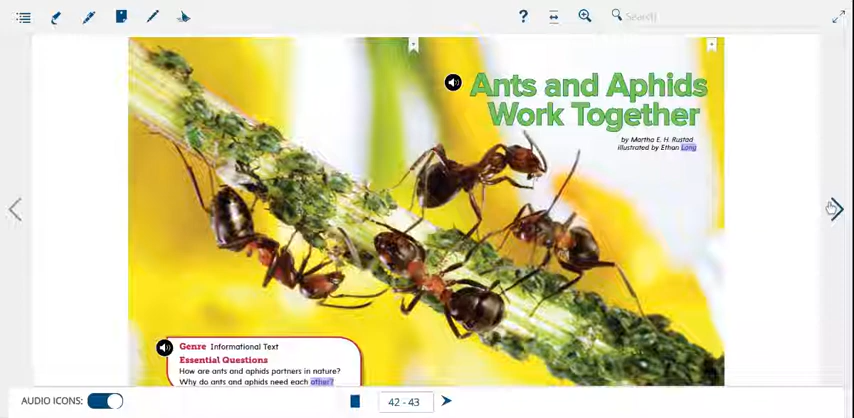 Search
Ants and Aphids
Work Together
by Martha E. H. Rustad
illustrated by Ethan Long
Genre Informational Text
Essential Questions
How are ants and aphids partners in nature?
Why do ants and aphids need each other?
AUDIO ICONS:
42 - 43